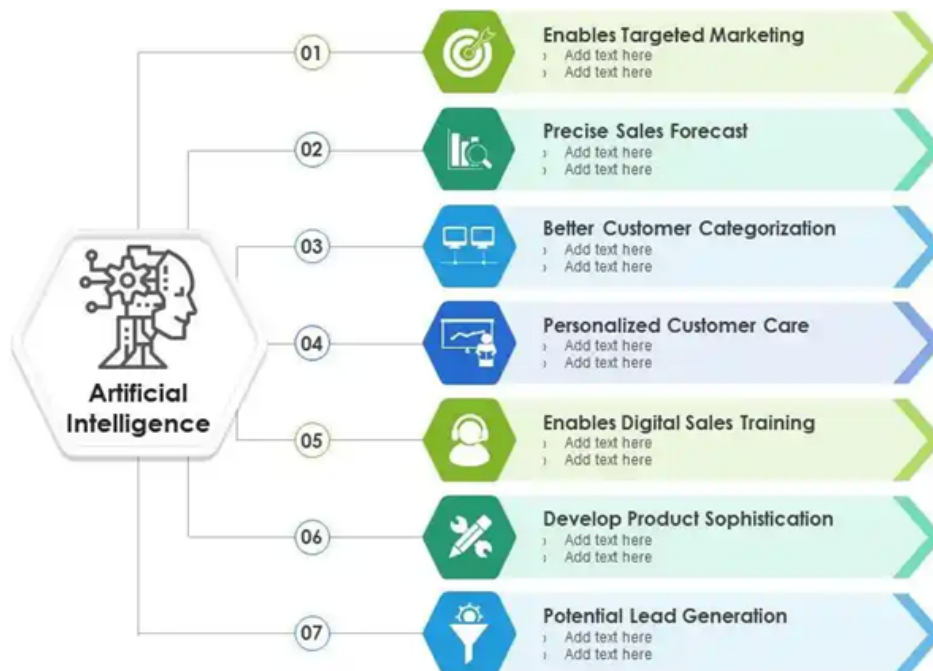 Artificial
Intelligence
01
Enables Targeted Marketing
› Add text here
› Add text here
02
Precise Sales Forecast
› Add text here
› Add text here
03
Better Customer Categorization
› Add text here
› Add text here
04
Personalized Customer Care
› Add text here
› Add text here
05
Enables Digital Sales Training
› Add text here
› Add text here
06
Develop Product Sophistication
› Add text here
› Add text here
07
Potential Lead Generation
› Add text here
› Add text here